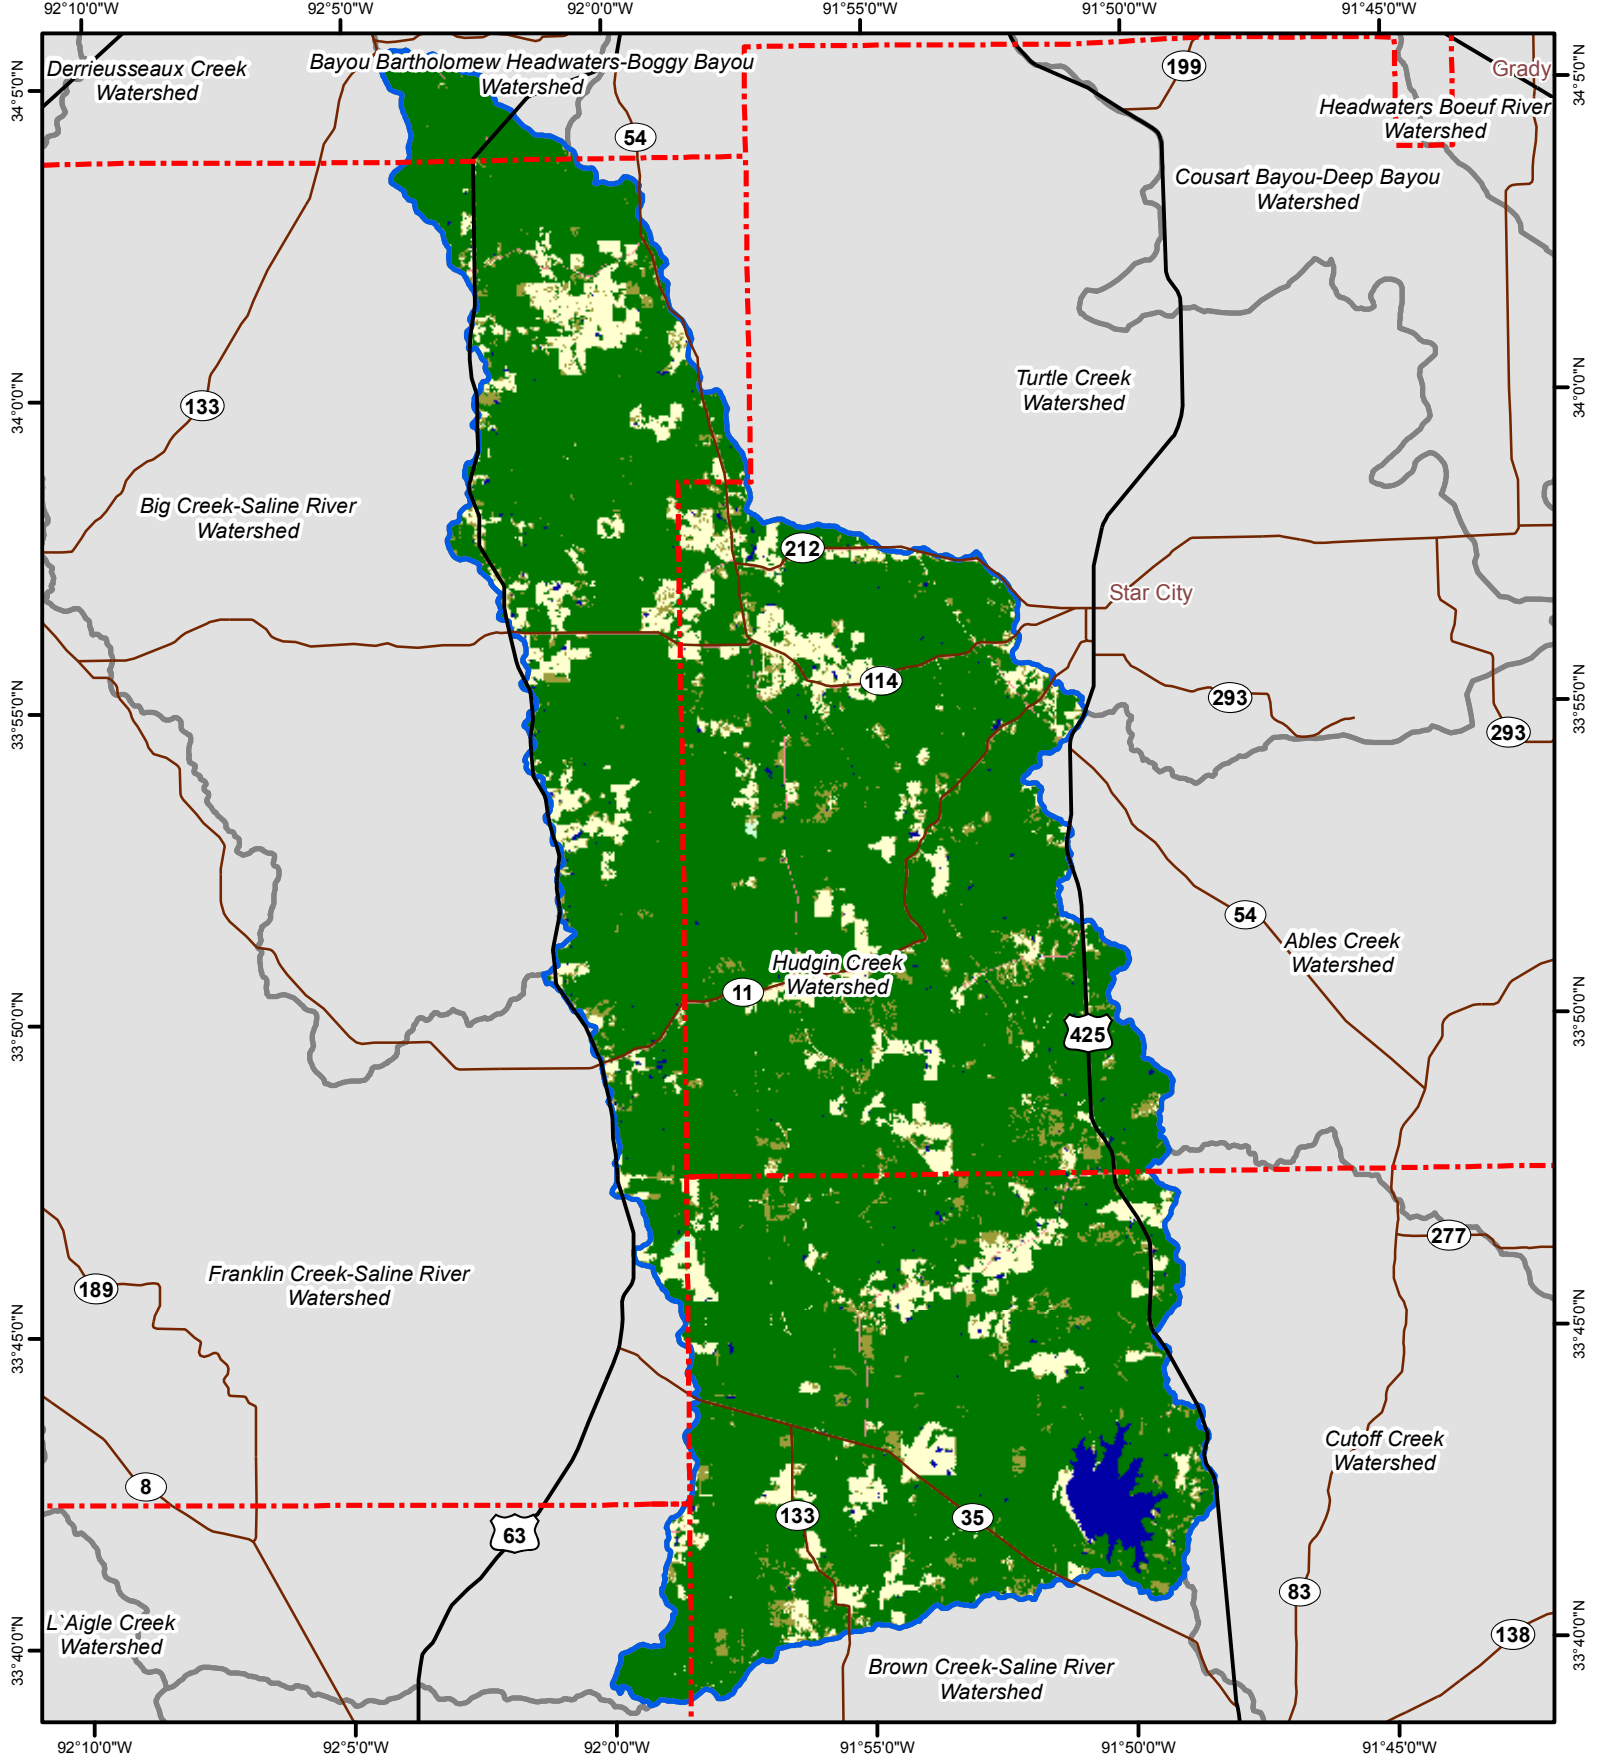 92°10'0"W
92°5'0"W
92°0'0"W
91°55'0"W
91°50'0"W
91°45'0"W
34°5'0"N
34°5'0"N
Derrieusseaux Creek
Watershed
Bayou Bartholomew Headwaters-Boggy Bayou
Watershed
199
Grady
Headwaters Boeuf River
Watershed
54
Cousart Bayou-Deep Bayou
Watershed
34°0'0"N
34°0'0"N
133
Turtle Creek
Watershed
Big Creek-Saline River
Watershed
212
Star City
114
293
293
33°55'0"N
33°55'0"N
54
Ables Creek
Watershed
Hudgin Creek
Watershed
11
33°50'0"N
33°50'0"N
425
277
Franklin Creek-Saline River
Watershed
189
33°45'0"N
33°45'0"N
Cutoff Creek
Watershed
8
133
35
63
83
L`Aigle Creek
Watershed
138
33°40'0"N
33°40'0"N
Brown Creek-Saline River
Watershed
92°10'0"W
92°5'0"W
92°0'0"W
91°55'0"W
91°50'0"W
91°45'0"W